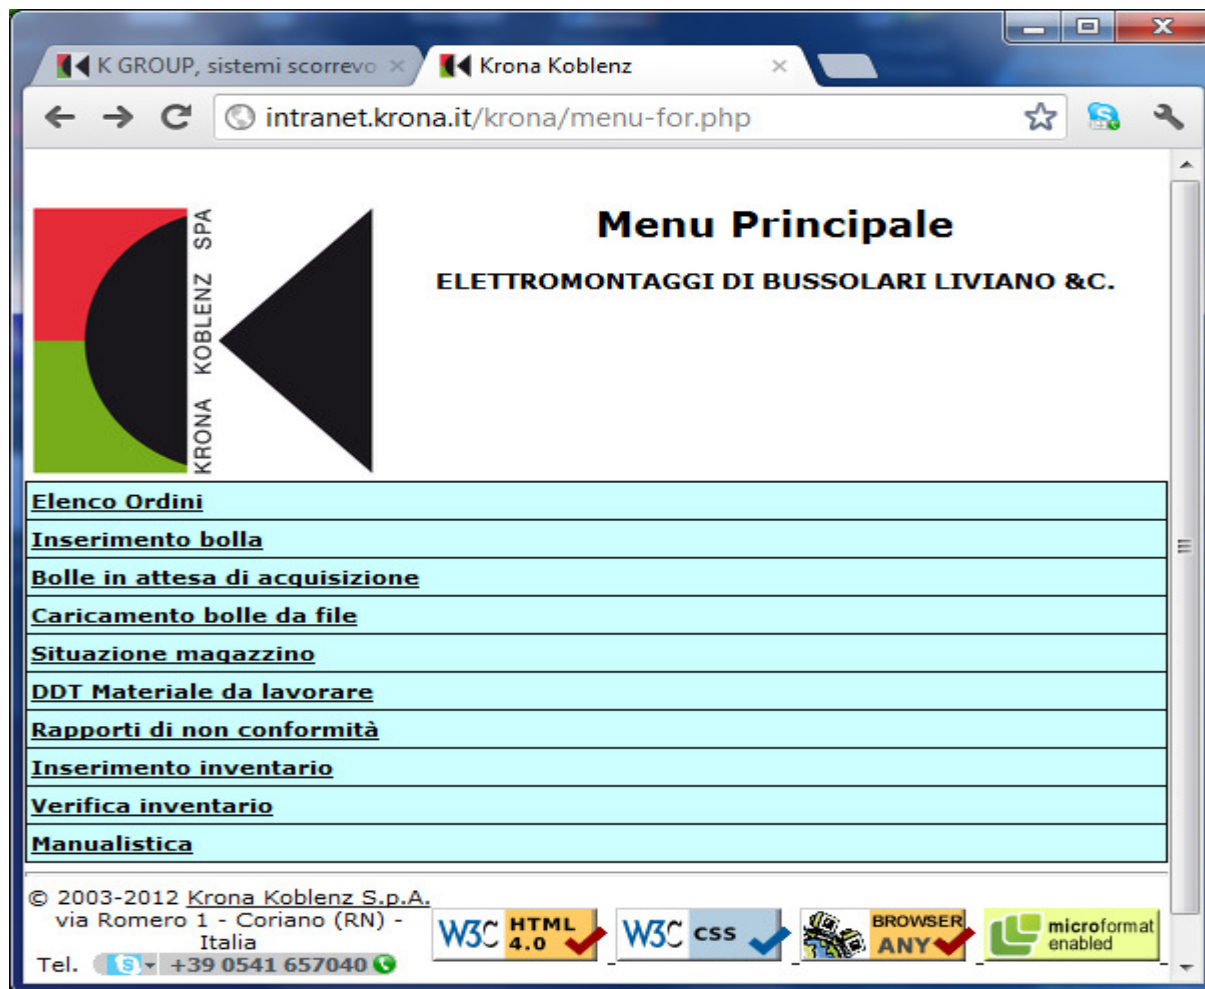 K GROUP, sistemi scorrevo
Krona Koblenz
intranet.krona.it/krona/menu-for.php
KRONA KOBLENZ SPA
Menu Principale
ELETTROMONTAGGI DI BUSSOLARI LIVIANO &C.
Elenco Ordini
Inserimento bolla
Bolle in attesa di acquisizione
Caricamento bolle da file
Situazione magazzino
DDT Materiale da lavorare
Rapporti di non conformità
Inserimento inventario
Verifica inventario
Manualistica
© 2003-2012 Krona Koblenz S.p.A.
via Romero 1 - Coriano (RN) -
Italia
Tel. +39 0541 657040
W3C HTML 4.0
W3C css
BROWSER ANY
microformat enabled